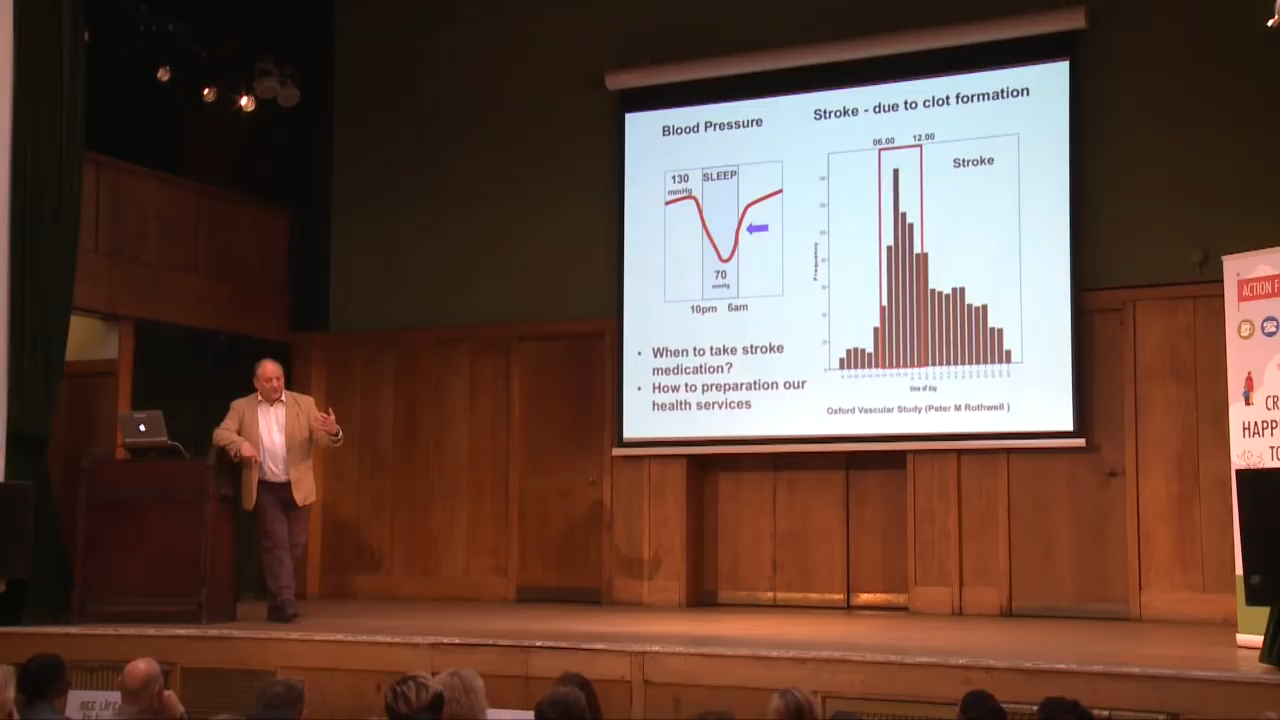 Blood Pressure
130
mmHg
SLEEP
70
mmHg
10pm 6am
• When to take stroke
medication?
• How to preparation our
health services
Stroke - due to clot formation
06.00 12.00
Stroke
Frequency
time of day
Oxford Vascular Study (Peter M Rothwell )
ACTION F
CR
HAPP
TO
SEE LIFE